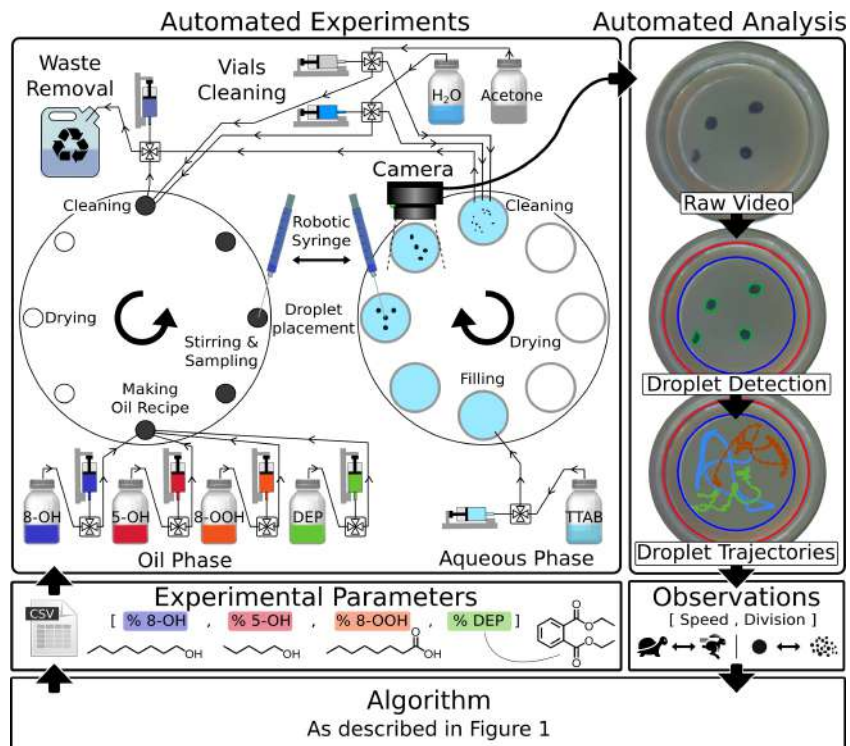 Automated Experiments
Waste
Removal
Vials
Cleaning
H₂O
Acetone
Camera
Cleaning
Cleaning
Robotic
Syringe
Drying
Droplet
placement
Stirring &
Sampling
Drying
Making
Oil Recipe
Filling
8-OH
5-OH
8-OOH
DEP
TTAB
Oil Phase
Aqueous Phase
Automated Analysis
Raw Video
Droplet Detection
Droplet Trajectories
Experimental Parameters
CSV
[ % 8-OH , % 5-OH , % 8-OOH , % DEP ]
OH
OH
O
OH
O
O
O
O
Observations
[ Speed , Division ]
Algorithm
As described in Figure 1